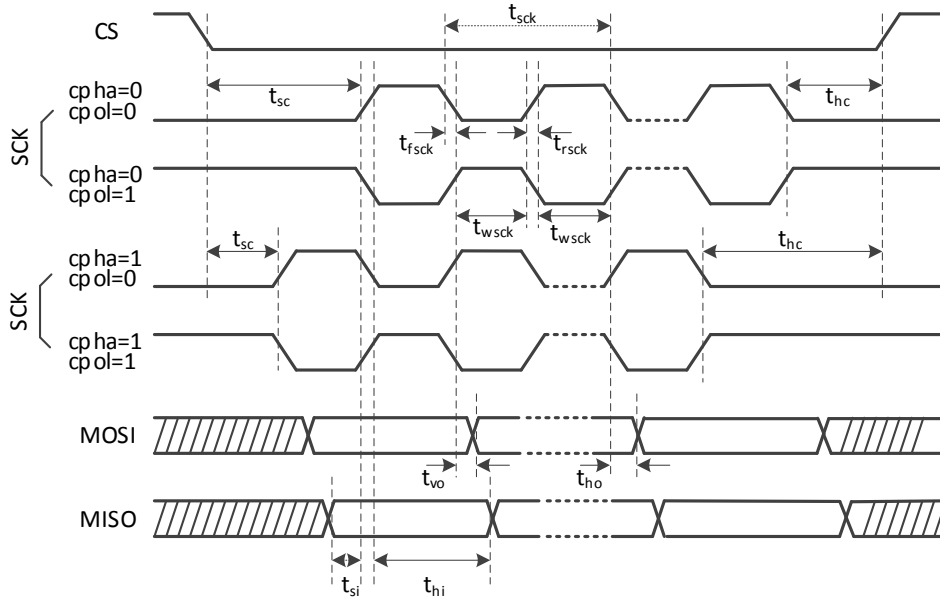 CS
t_sck
cpha=0
cpol=0
t_sc
t_hc
t_fsck
t_rsck
SCK
cpha=0
cpol=1
t_wsck
t_wsck
t_sc
t_hc
cpha=1
cpol=0
SCK
cpha=1
cpol=1
MOSI
t_vo
t_ho
MISO
t_si
t_hi